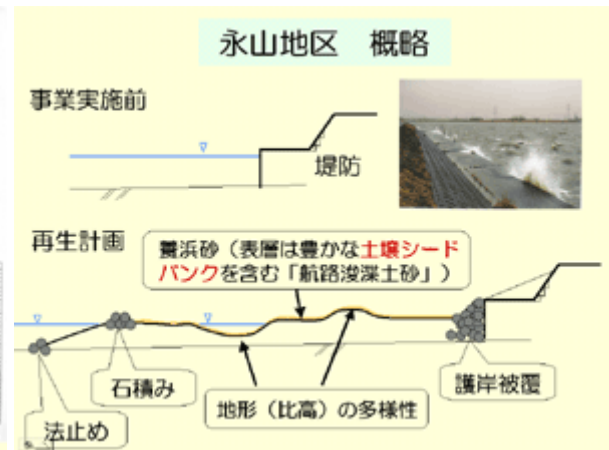 永山地区 概略
事業実施前
堤防
再生計画
養浜砂(表層は豊かな土壌シード
バンクを含む「航路浚渫土砂」)
石積み
護岸被覆
地形(比高)の多様性
法止め